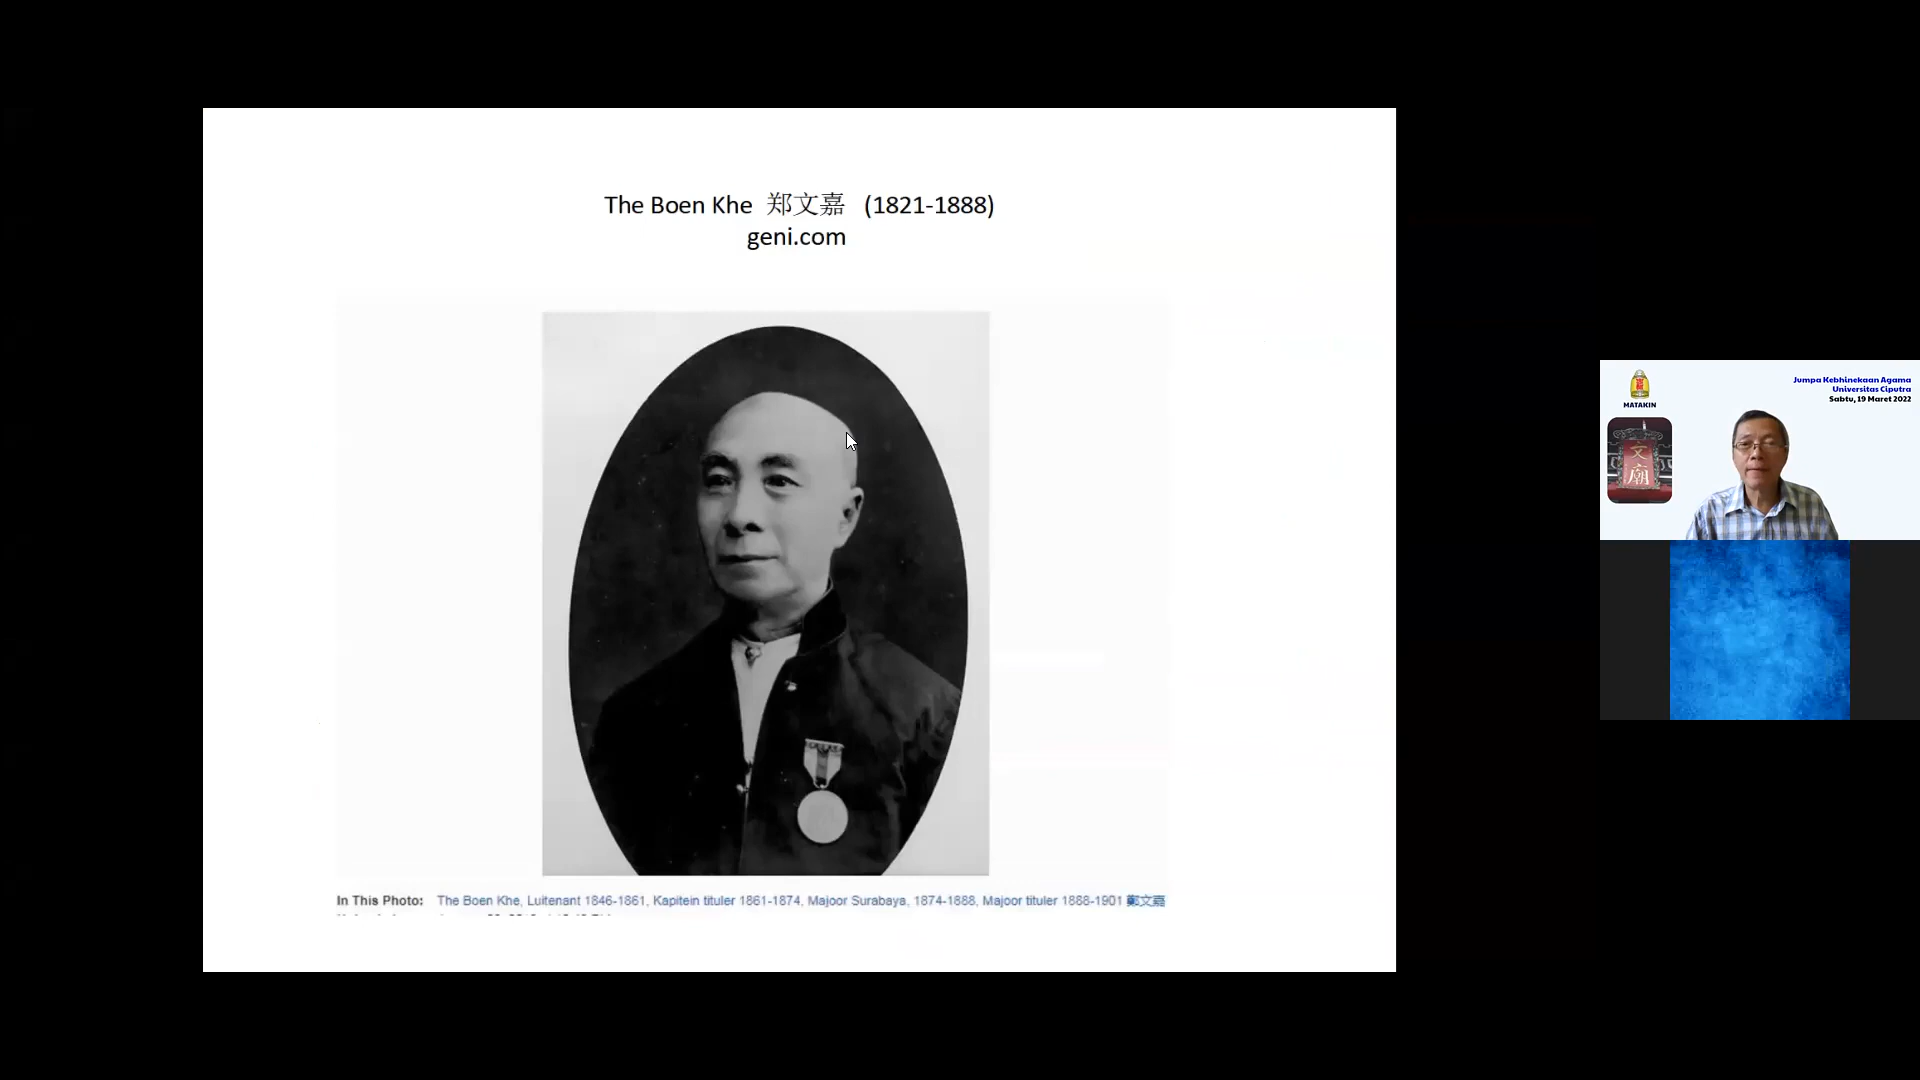 The Boen Khe 郑文嘉 (1821-1888)
geni.com
In This Photo: The Boen Khe, Luitenant 1846-1861, Kapitein tituler 1861-1874, Majoor Surabaya, 1874-1888, Majoor tituler 1888-1901 鄭文嘉
MATAKIN
Jumpa Kebhinekaan Agama
Universitas Ciputra
Sabtu, 19 Maret 2022
文
廟